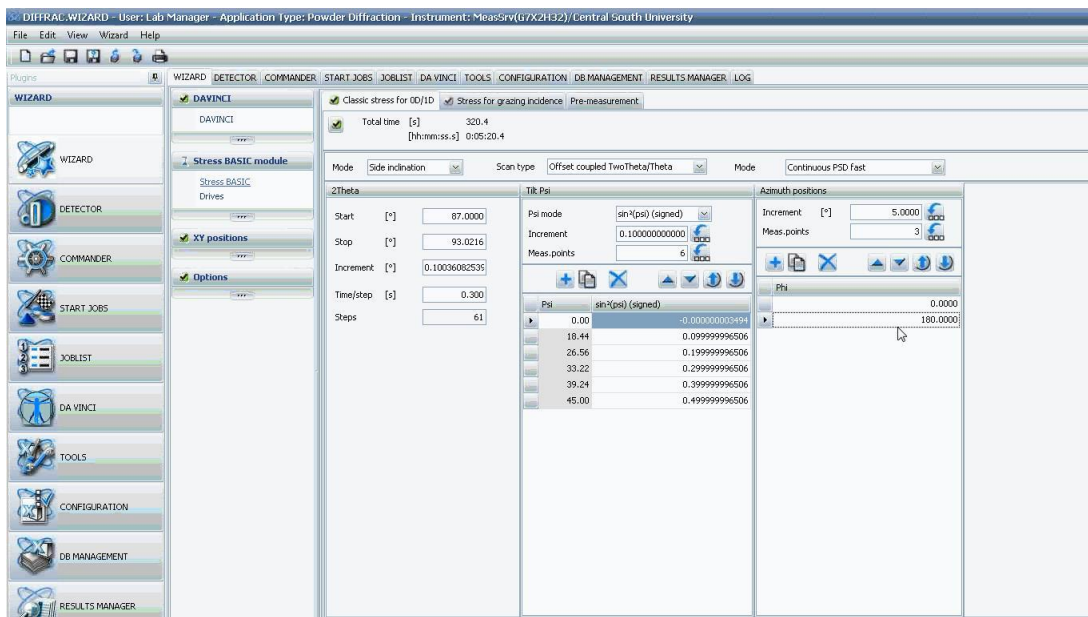 DIFFRAC.WIZARD - User: Lab Manager - Application Type: Powder Diffraction - Instrument: MeasSrv(G7X2H32)/Central South University
File Edit View Wizard Help
Plugins
WIZARD DETECTOR COMMANDER START JOBS JOBLIST DA VINCI TOOLS CONFIGURATION DB MANAGEMENT RESULTS MANAGER LOG
WIZARD
WIZARD
DETECTOR
COMMANDER
START JOBS
JOBLIST
DA VINCI
TOOLS
CONFIGURATION
DB MANAGEMENT
RESULTS MANAGER
DAVINCI
DAVINCI
Stress BASIC module
Stress BASIC
Drives
XY positions
Options
Classic stress for 0D/1D Stress for grazing incidence Pre-measurement
Total time [s] 320.4
[hh:mm:ss.s] 0:05:20.4
Mode Side inclination Scan type Offset coupled TwoTheta/Theta Mode Continuous PSD fast
2Theta
Start [°] 87.0000
Stop [°] 93.0216
Increment [°] 0.10036082539
Time/step [s] 0.300
Steps 61
Tilt Psi
Psi mode sin²(psi) (signed)
Increment 0.100000000000
Meas.points 6
Psi sin²(psi) (signed)
0.00 -0.000000003494
18.44 0.099999996506
26.56 0.199999996506
33.22 0.299999996506
39.24 0.399999996506
45.00 0.499999996506
Azimuth positions
Increment [°] 5.0000
Meas.points 3
Phi
0.0000
180.0000